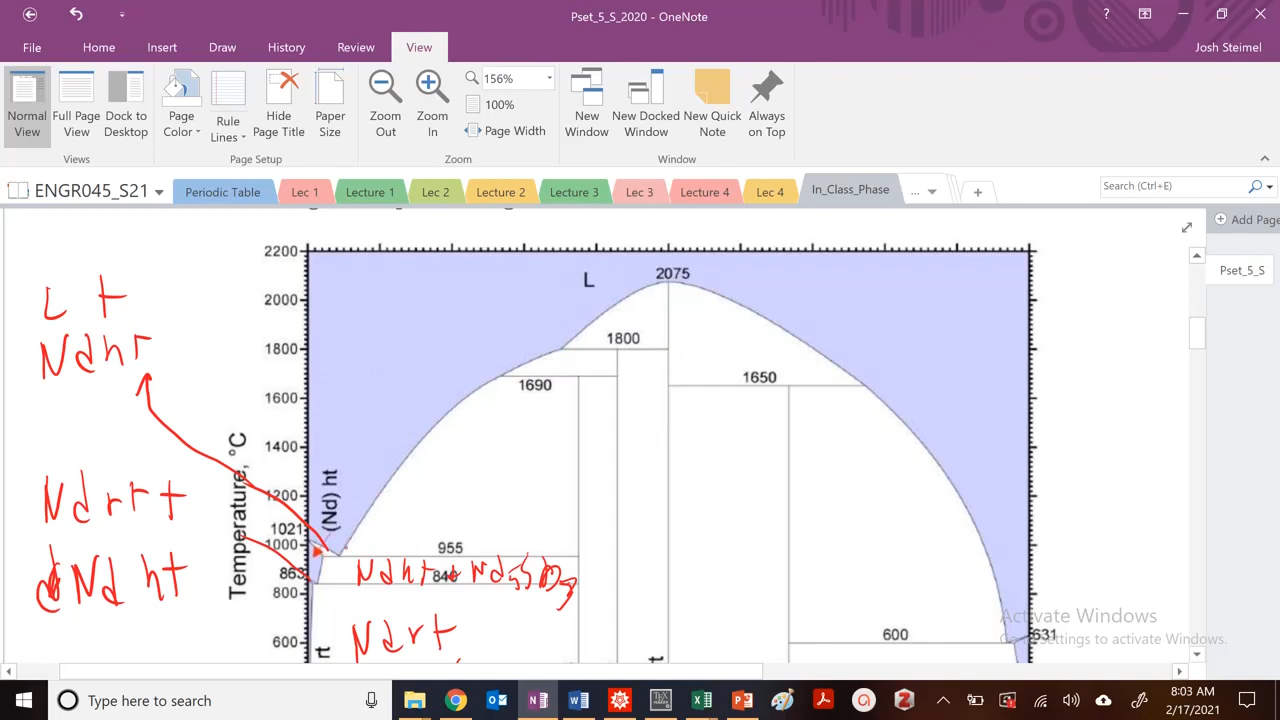 Pset_5_S_2020 - OneNote
Josh Steimel
File Home Insert Draw History Review View
Normal View
Full Page View
Dock to Desktop
Page Color
Rule Lines
Hide Page Title
Paper Size
Zoom Out
Zoom In
156%
100%
Page Width
New Window
New Docked Window
New Quick Note
Always on Top
Views Page Setup Zoom Window
ENGR045_S21 Periodic Table Lec 1 Lecture 1 Lec 2 Lecture 2 Lecture 3 Lec 3 Lecture 4 Lec 4 In_Class_Phase ... +
Search (Ctrl+E)
Add Page
Pset_5_S
L +
Nd ht
Nd rt +
Nd ht
Temperature, °C
2200
2000
1800
1600
1400
1200
1021
1000
863
800
600
L
2075
1800
1690
1650
(Nd) ht
955
840
Nd ht +
Nd rt
rt
600
631
Activate Windows
Go to Settings to activate Windows.
Type here to search
8:03 AM
2/17/2021